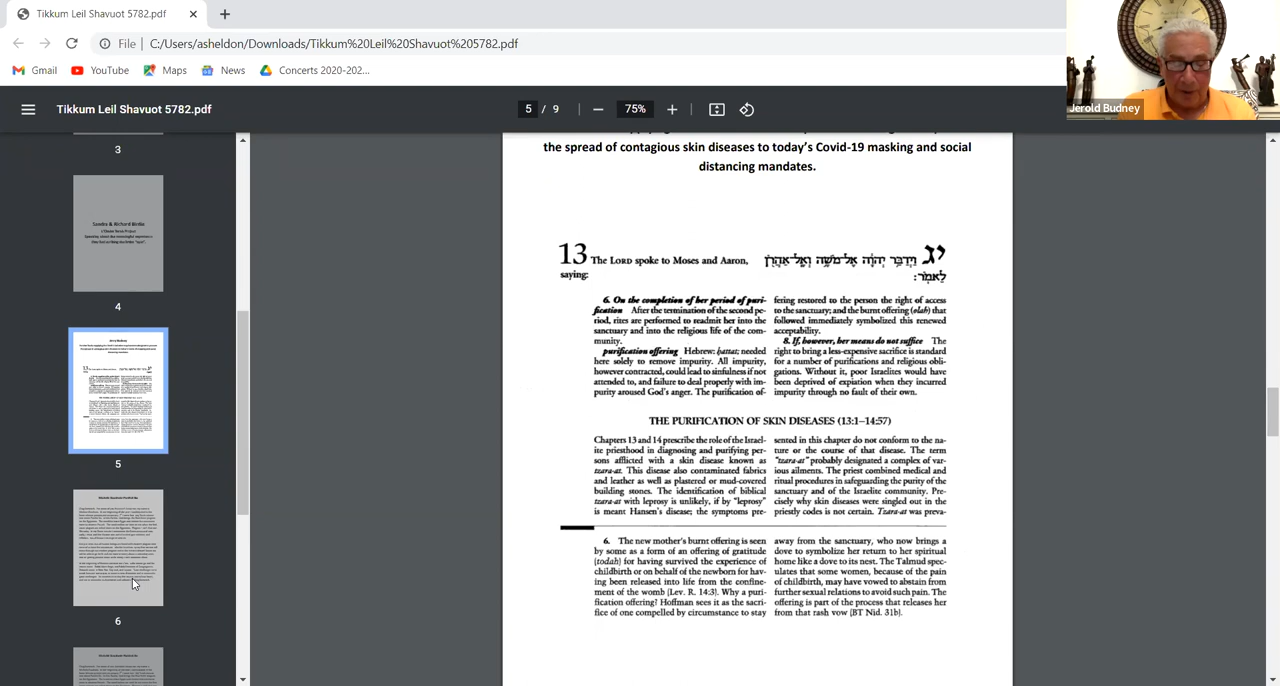 Tikkum Leil Shavuot 5782.pdf
File
C:/Users/asheldon/Downloads/Tikkum%20Leil%20Shavuot%205782.pdf
Gmail
YouTube
Maps
News
Concerts 2020-202...
Jerold Budney
Tikkum Leil Shavuot 5782.pdf
5 / 9
75%
3
Sandra & Richard Birdie
4
5
6
the spread of contagious skin diseases to today's Covid-19 masking and social
distancing mandates.
13 The LORD spoke to Moses and Aaron,
saying:
יג וַיְדַבֵּר יְהוָה אֶל־מֹשֶׁה וְאֶל־אַהֲרֹן
לֵאמֹר:
6. On the completion of her period of puri-
fication After the termination of the second pe-
riod, rites are performed to readmit her into the
sanctuary and into the religious life of the com-
munity.
purification offering Hebrew: ḥattat; needed
here solely to remove impurity. All impurity,
however contracted, could lead to sinfulness if not
attended to, and failure to deal properly with im-
purity aroused God's anger. The purification of-
fering restored to the person the right of access
to the sanctuary; and the burnt offering (olah) that
followed immediately symbolized this renewed
acceptability.
8. If, however, her means do not suffice The
right to bring a less-expensive sacrifice is standard
for a number of purifications and religious obli-
gations. Without it, poor Israelites would have
been deprived of expiation when they incurred
impurity through no fault of their own.
THE PURIFICATION OF SKIN DISEASES (13:1–14:57)
Chapters 13 and 14 prescribe the role of the Israel-
ite priesthood in diagnosing and purifying per-
sons afflicted with a skin disease known as
tzara·at. This disease also contaminated fabrics
and leather as well as plastered or mud-covered
building stones. The identification of biblical
tzara·at with leprosy is unlikely, if by "leprosy"
is meant Hansen's disease; the symptoms pre-
sented in this chapter do not conform to the na-
ture or the course of that disease. The term
"tzara·at" probably designated a complex of var-
ious ailments. The priest combined medical and
ritual procedures in safeguarding the purity of the
sanctuary and of the Israelite community. Pre-
cisely why skin diseases were singled out in the
priestly codes is not certain. Tzara·at was preva-
6. The new mother's burnt offering is seen
by some as a form of an offering of gratitude
(todah) for having survived the experience of
childbirth or on behalf of the newborn for hav-
ing been released into life from the confine-
ment of the womb (Lev. R. 14:3). Why a puri-
fication offering? Hoffman sees it as the sacri-
fice of one compelled by circumstance to stay
away from the sanctuary, who now brings a
dove to symbolize her return to her spiritual
home like a dove to its nest. The Talmud spec-
ulates that some women, because of the pain
of childbirth, may have vowed to abstain from
further sexual relations to avoid such pain. The
offering is part of the process that releases her
from that rash vow (BT Nid. 31b).